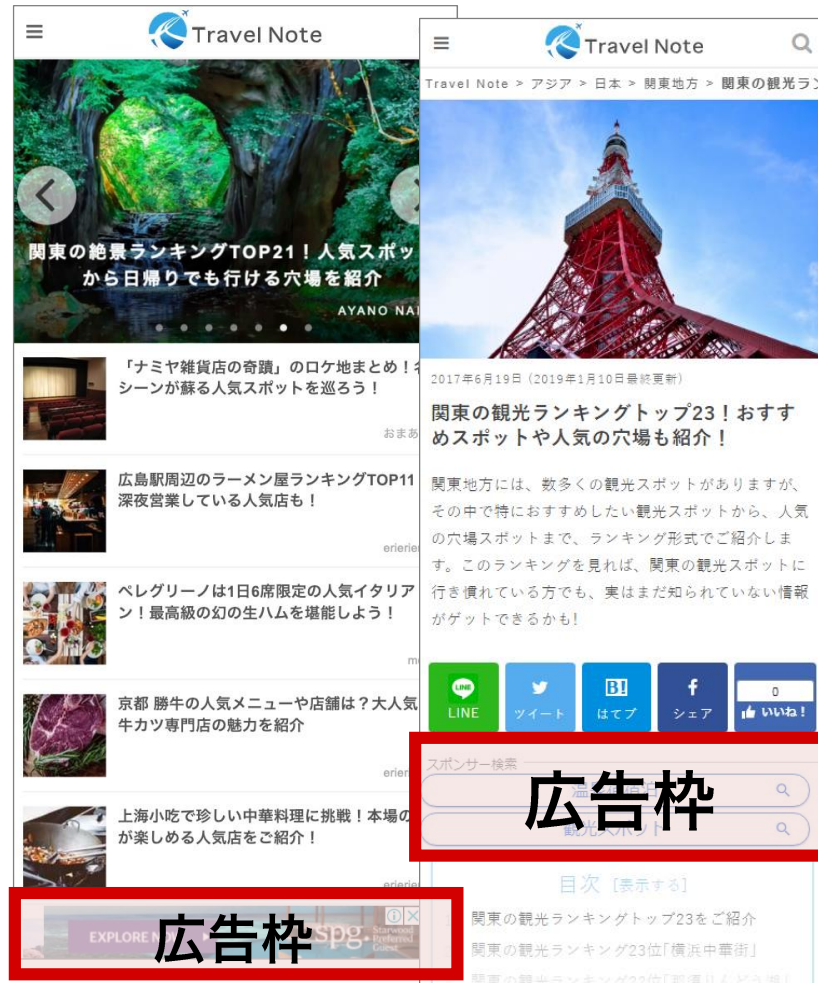 Travel Note
関東の絶景ランキングTOP21！人気スポッ
から日帰りでも行ける穴場を紹介
AYANO NA
「ナミヤ雑貨店の奇蹟」のロケ地まとめ！
シーンが蘇る人気スポットを巡ろう！
おまあ
広島駅周辺のラーメン屋ランキングTOP11
深夜営業している人気店も！
erierie
ペレグリーノは1日6席限定の人気イタリア
ン！最高級の幻の生ハムを堪能しよう！
m
京都 勝牛の人気メニューや店舗は？大人気
牛カツ専門店の魅力を紹介
erier
上海小吃で珍しい中華料理に挑戦！本場の
が楽しめる人気店をご紹介！
erierie
EXPLORE N
広告枠
spg.
Starwood
Preferred
Guest
Travel Note
Travel Note > アジア > 日本 > 関東地方 > 関東の観光ラン
2017年6月19日 (2019年1月10日最終更新)
関東の観光ランキングトップ23！おすす
めスポットや人気の穴場も紹介！
関東地方には、数多くの観光スポットがありますが、
その中で特におすすめしたい観光スポットから、人気
の穴場スポットまで、ランキング形式でご紹介しま
す。このランキングを見れば、関東の観光スポットに
行き慣れている方でも、実はまだ知られていない情報
がゲットできるかも!
LINE
LINE
ツイート
B!
はてブ
シェア
0
いいね！
スポンサー検索
広告枠
観光スポット
目次 [表示する]
関東の観光ランキングトップ23をご紹介
関東の観光ランキング23位「横浜中華街」